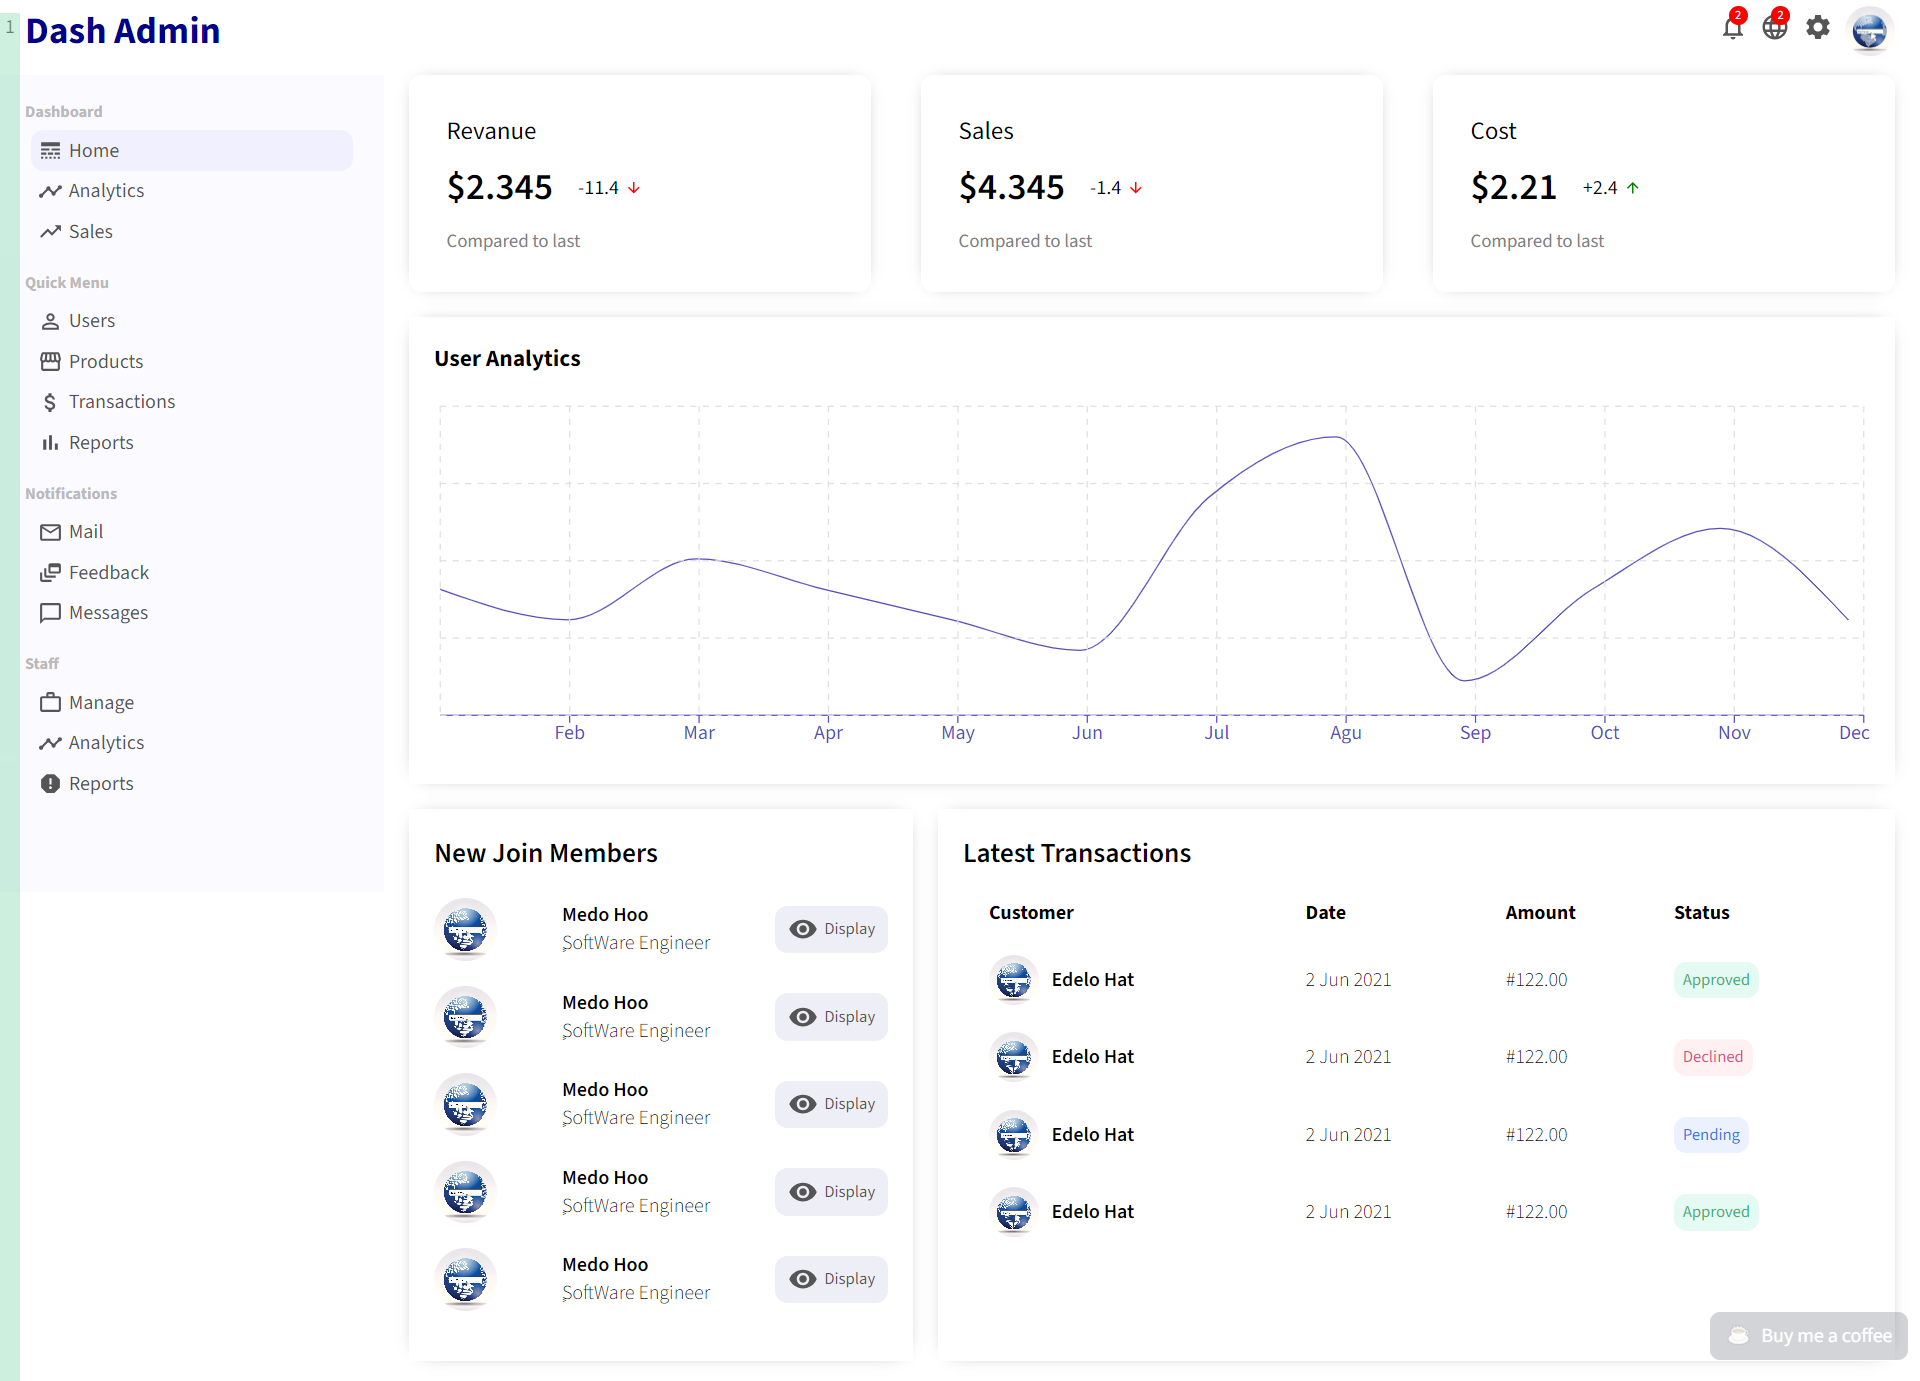 1
Dash Admin
2
2
Dashboard
Home
Analytics
Sales
Quick Menu
Users
Products
Transactions
Reports
Notifications
Mail
Feedback
Messages
Staff
Manage
Analytics
Reports
Revanue
$2.345 -11.4
Compared to last
Sales
$4.345 -1.4
Compared to last
Cost
$2.21 +2.4
Compared to last
User Analytics
Feb Mar Apr May Jun Jul Agu Sep Oct Nov Dec
New Join Members
Medo Hoo
SoftWare Engineer
Display
Medo Hoo
SoftWare Engineer
Display
Medo Hoo
SoftWare Engineer
Display
Medo Hoo
SoftWare Engineer
Display
Medo Hoo
SoftWare Engineer
Display
Latest Transactions
Customer Date Amount Status
Edelo Hat 2 Jun 2021 #122.00 Approved
Edelo Hat 2 Jun 2021 #122.00 Declined
Edelo Hat 2 Jun 2021 #122.00 Pending
Edelo Hat 2 Jun 2021 #122.00 Approved
Buy me a coffee